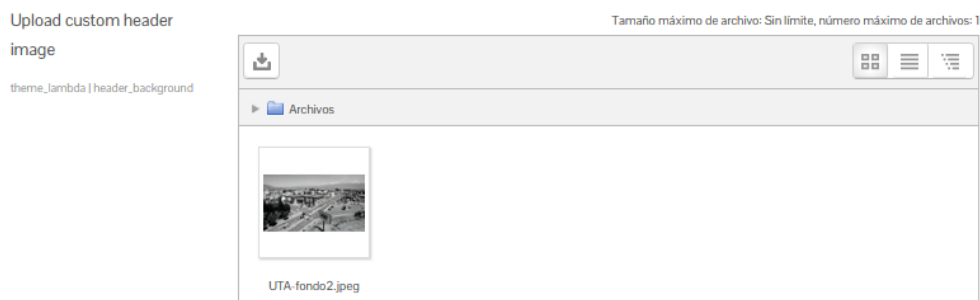 Upload custom header
image
theme_lambda | header_background
Tamaño máximo de archivo: Sin límite, número máximo de archivos: 1
Archivos
UTA-fondo2.jpeg